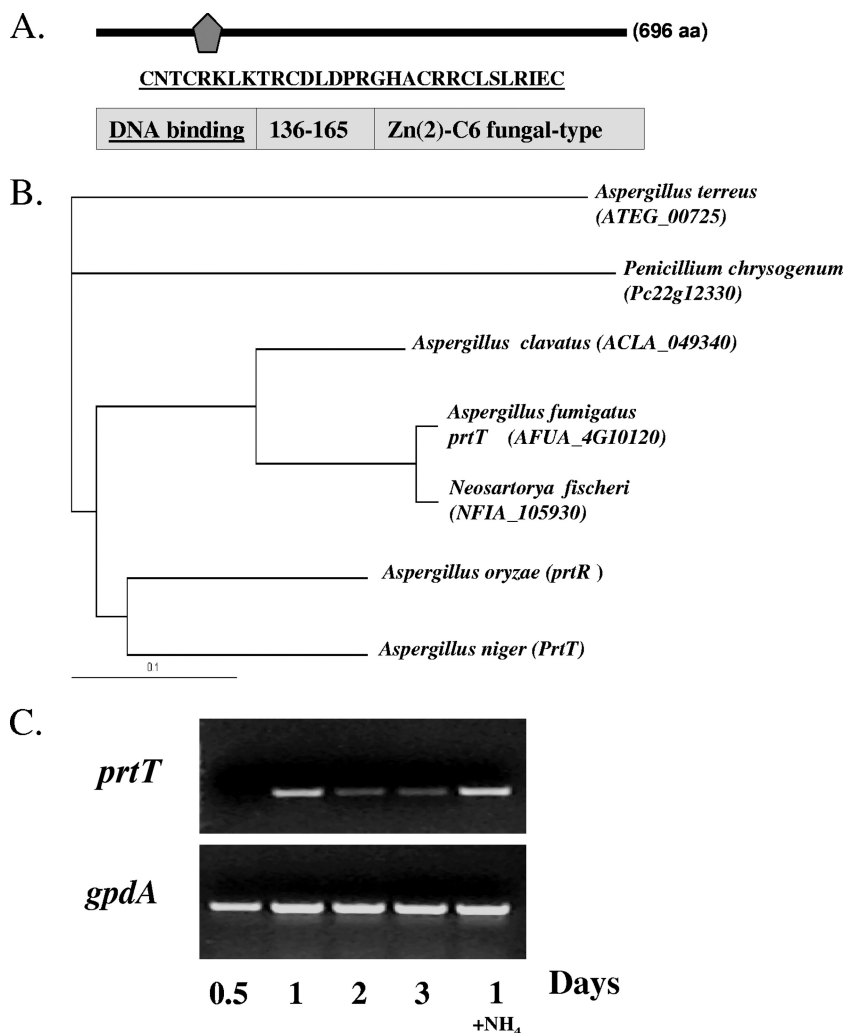 A.
(696 aa)
CNTCRKLKTRCDLDPRGHACRRCLSLRIEC
DNA binding 136-165 Zn(2)-C6 fungal-type
B.
Aspergillus terreus
(ATEG_00725)
Penicillium chrysogenum
(Pc22g12330)
Aspergillus clavatus (ACLA_049340)
Aspergillus fumigatus
prtT (AFUA_4G10120)
Neosartorya fischeri
(NFIA_105930)
Aspergillus oryzae (prtR )
Aspergillus niger (PrtT)
0.1
C.
prtT
gpdA
0.5 1 2 3 1 Days
+NH4